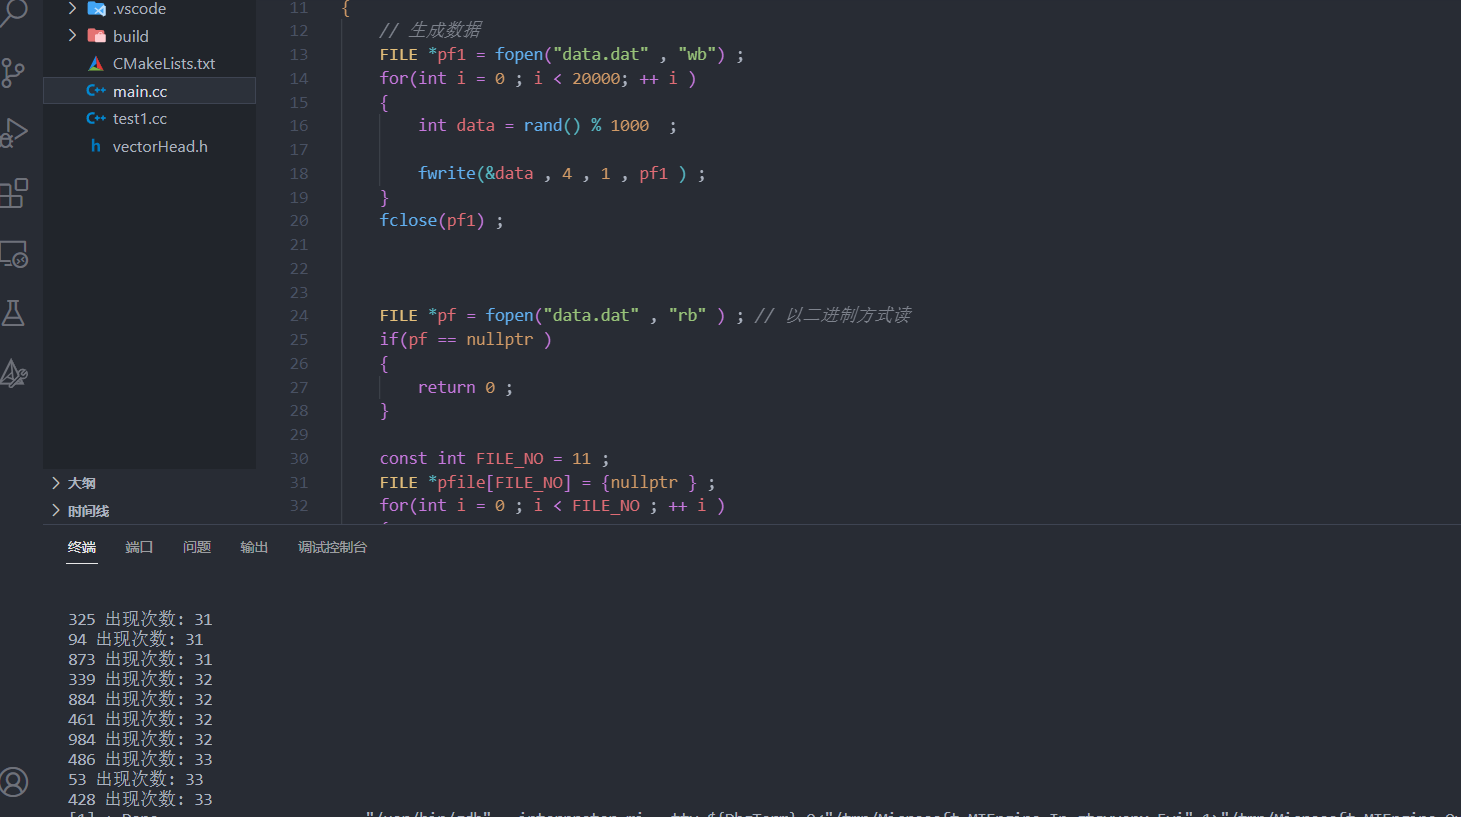 .vscode
build
CMakeLists.txt
main.cc
test1.cc
h vectorHead.h
大纲
时间线
11 {
12 // 生成数据
13 FILE *pf1 = fopen("data.dat" , "wb") ;
14 for(int i = 0 ; i < 20000; ++ i )
15 {
16 int data = rand() % 1000  ;
17
18 fwrite(&data , 4 , 1 , pf1 ) ;
19 }
20 fclose(pf1) ;
21
22
23
24 FILE *pf = fopen("data.dat" , "rb" ) ; // 以二进制方式读
25 if(pf == nullptr )
26 {
27 return 0 ;
28 }
29
30 const int FILE_NO = 11 ;
31 FILE *pfile[FILE_NO] = {nullptr } ;
32 for(int i = 0 ; i < FILE_NO ; ++ i )
终端 端口 问题 输出 调试控制台
325 出现次数: 31
94 出现次数: 31
873 出现次数: 31
339 出现次数: 32
884 出现次数: 32
461 出现次数: 32
984 出现次数: 32
486 出现次数: 33
53 出现次数: 33
428 出现次数: 33